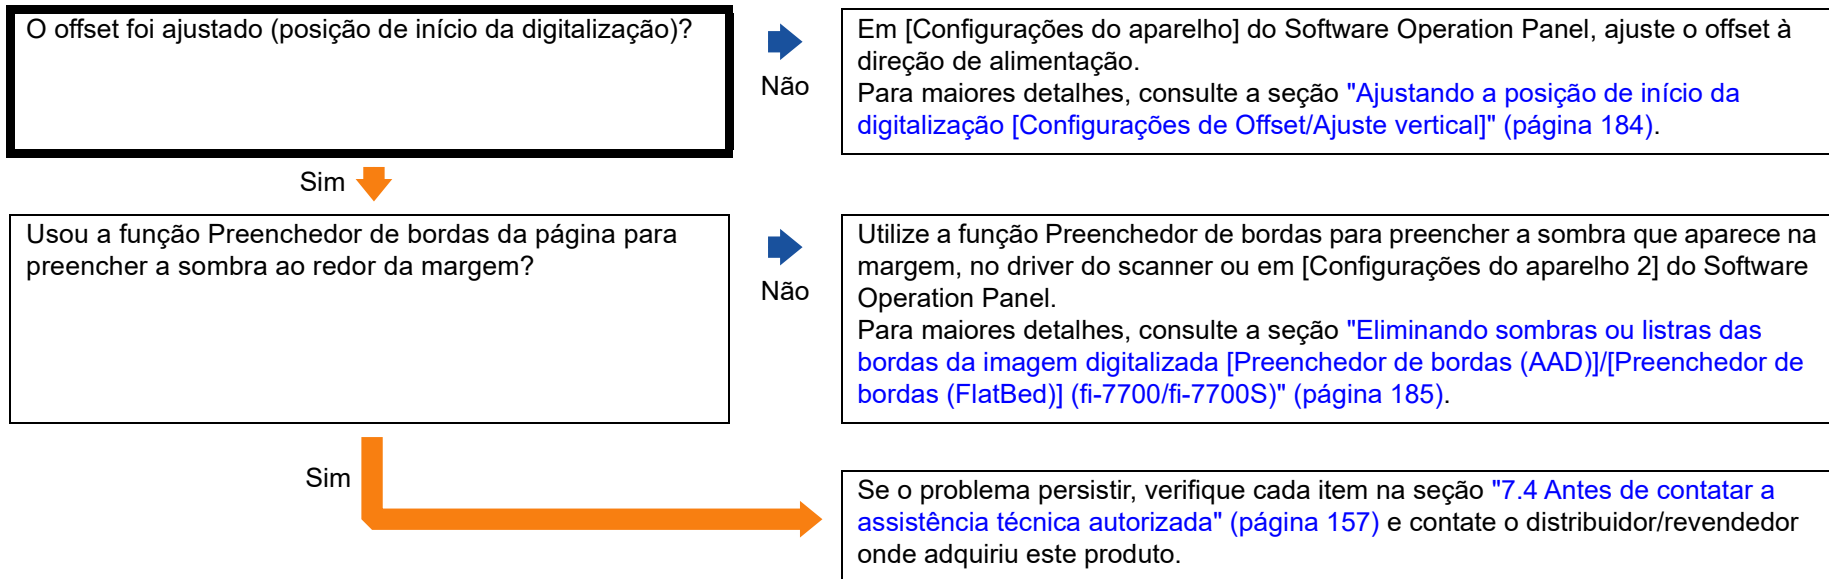 O offset foi ajustado (posição de início da digitalização)?
Não
Em [Configurações do aparelho] do Software Operation Panel, ajuste o offset à
direção de alimentação.
Para maiores detalhes, consulte a seção "Ajustando a posição de início da
digitalização [Configurações de Offset/Ajuste vertical]" (página 184).
Sim
Usou a função Preenchedor de bordas da página para
preencher a sombra ao redor da margem?
Não
Utilize a função Preenchedor de bordas para preencher a sombra que aparece na
margem, no driver do scanner ou em [Configurações do aparelho 2] do Software
Operation Panel.
Para maiores detalhes, consulte a seção "Eliminando sombras ou listras das
bordas da imagem digitalizada [Preenchedor de bordas (AAD)]/[Preenchedor de
bordas (FlatBed)] (fi-7700/fi-7700S)" (página 185).
Sim
Se o problema persistir, verifique cada item na seção "7.4 Antes de contatar a
assistência técnica autorizada" (página 157) e contate o distribuidor/revendedor
onde adquiriu este produto.